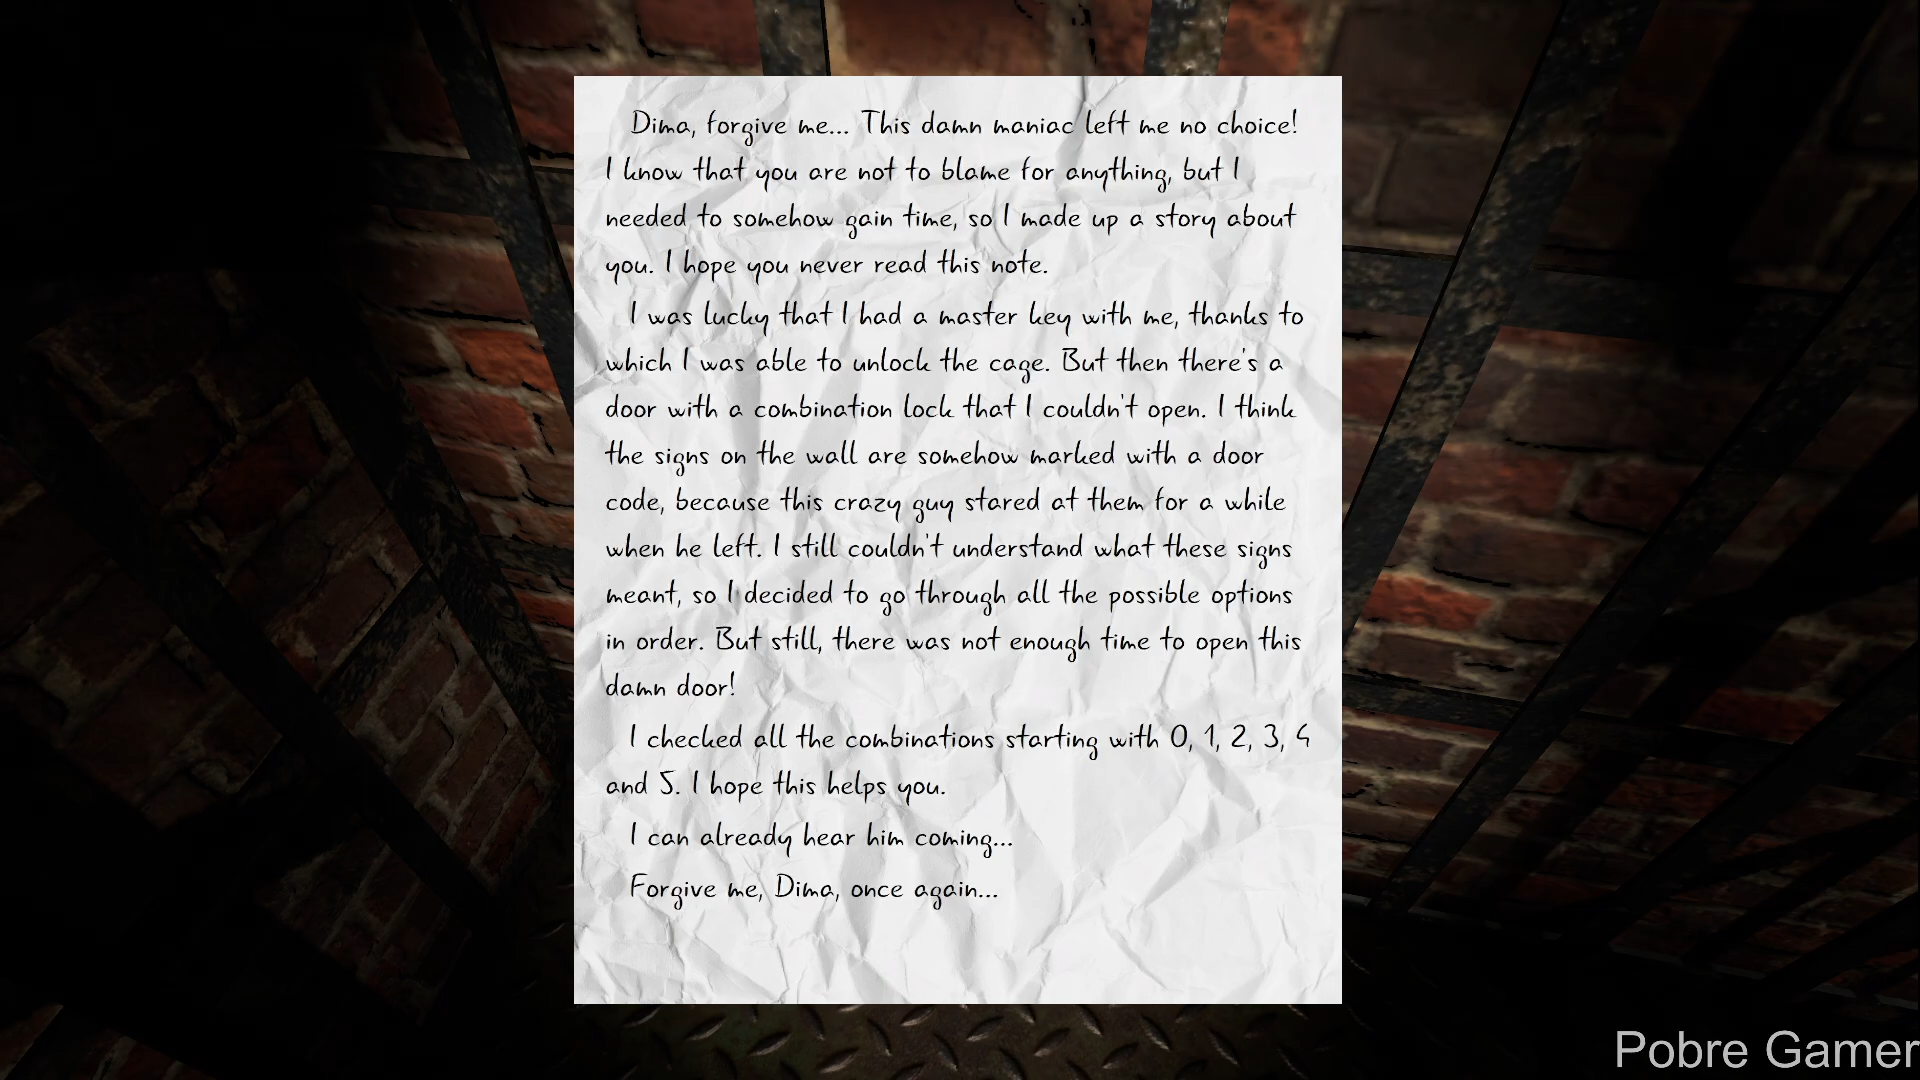 Dima, forgive me... This damn maniac left me no choice!
I know that you are not to blame for anything, but I
needed to somehow gain time, so I made up a story about
you. I hope you never read this note.
I was lucky that I had a master key with me, thanks to
which I was able to unlock the cage. But then there's a
door with a combination lock that I couldn't open. I think
the signs on the wall are somehow marked with a door
code, because this crazy guy stared at them for a while
when he left. I still couldn't understand what these signs
meant, so I decided to go through all the possible options
in order. But still, there was not enough time to open this
damn door!
I checked all the combinations starting with 0, 1, 2, 3, 4
and 5. I hope this helps you.
I can already hear him coming...
Forgive me, Dima, once again...
Pobre Gamer